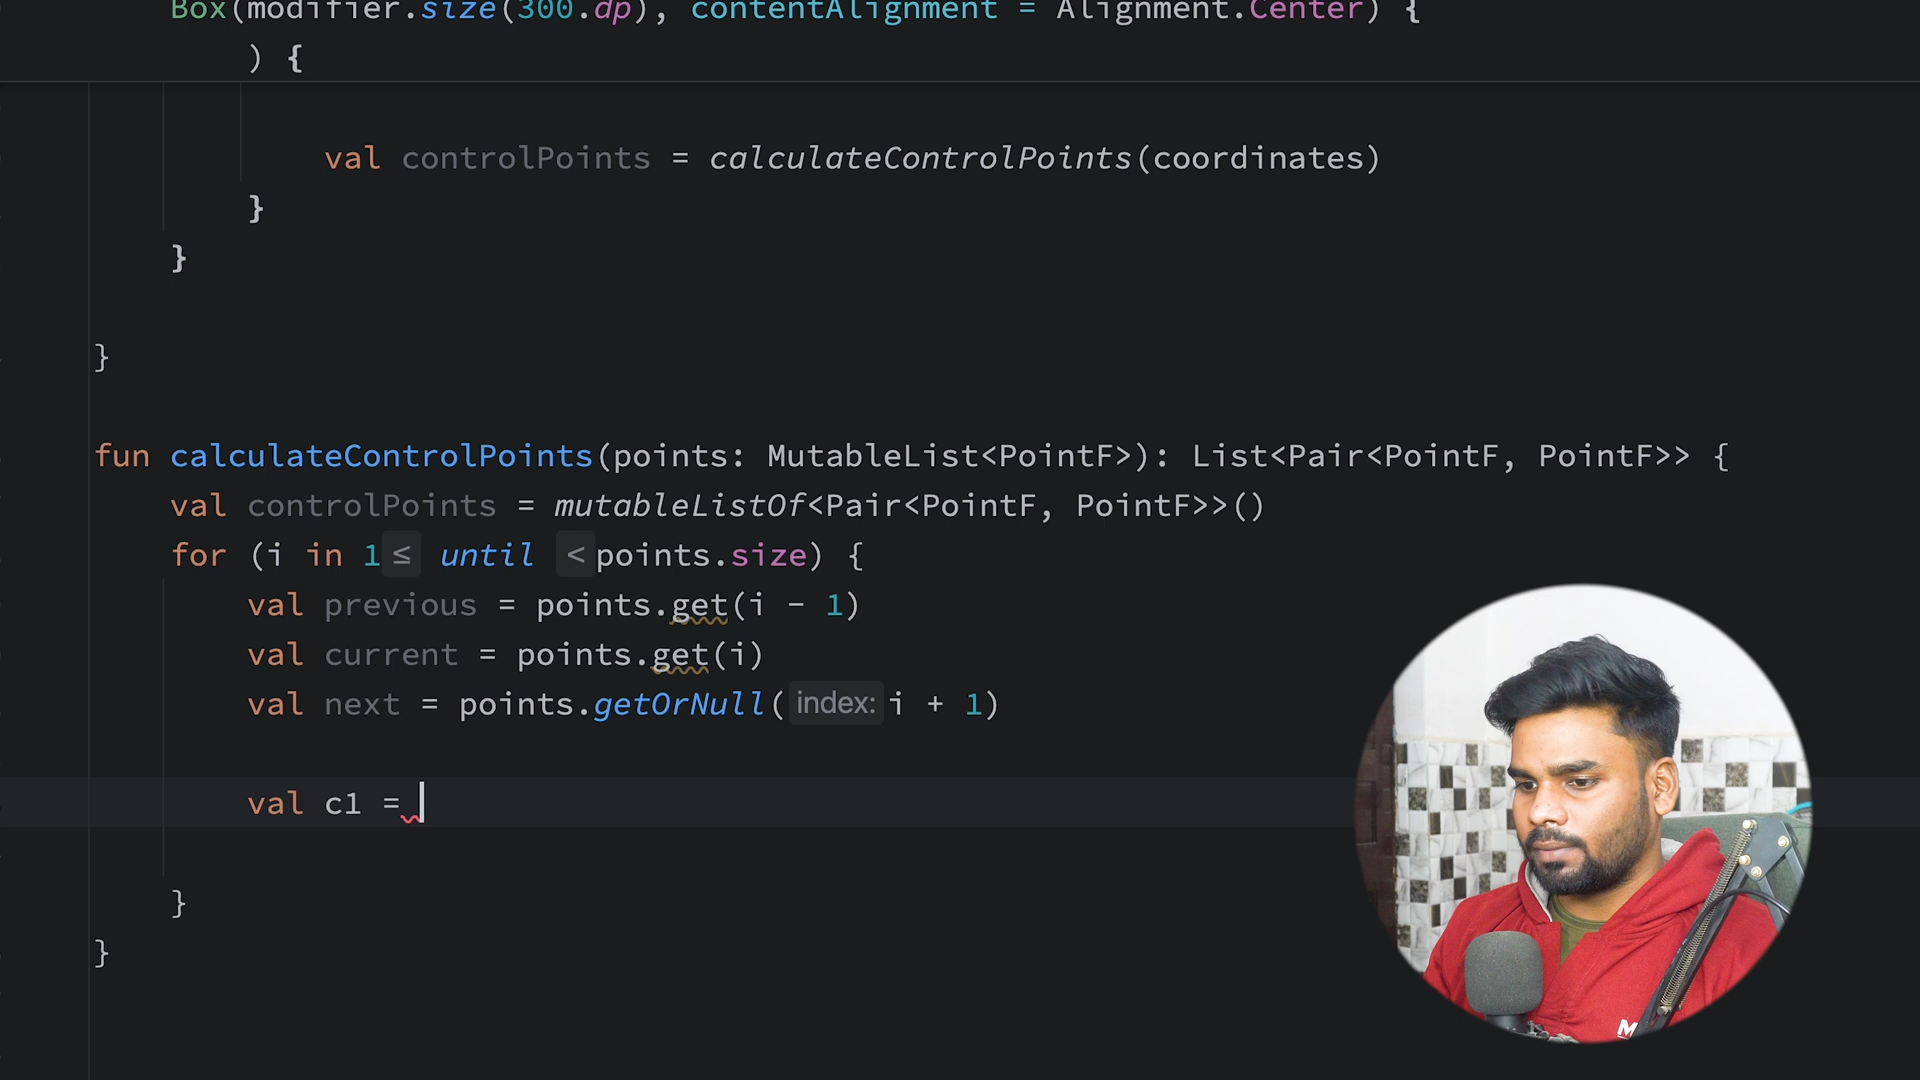 Box(modifier.size(300.dp), contentAlignment = Alignment.Center) {
) {
val controlPoints = calculateControlPoints(coordinates)
}
}
}
fun calculateControlPoints(points: MutableList<PointF>): List<Pair<PointF, PointF>> {
val controlPoints = mutableListOf<Pair<PointF, PointF>>()
for (i in 1≤ until <points.size) {
val previous = points.get(i - 1)
val current = points.get(i)
val next = points.getOrNull(index: i + 1)
val c1 =
}
}
M